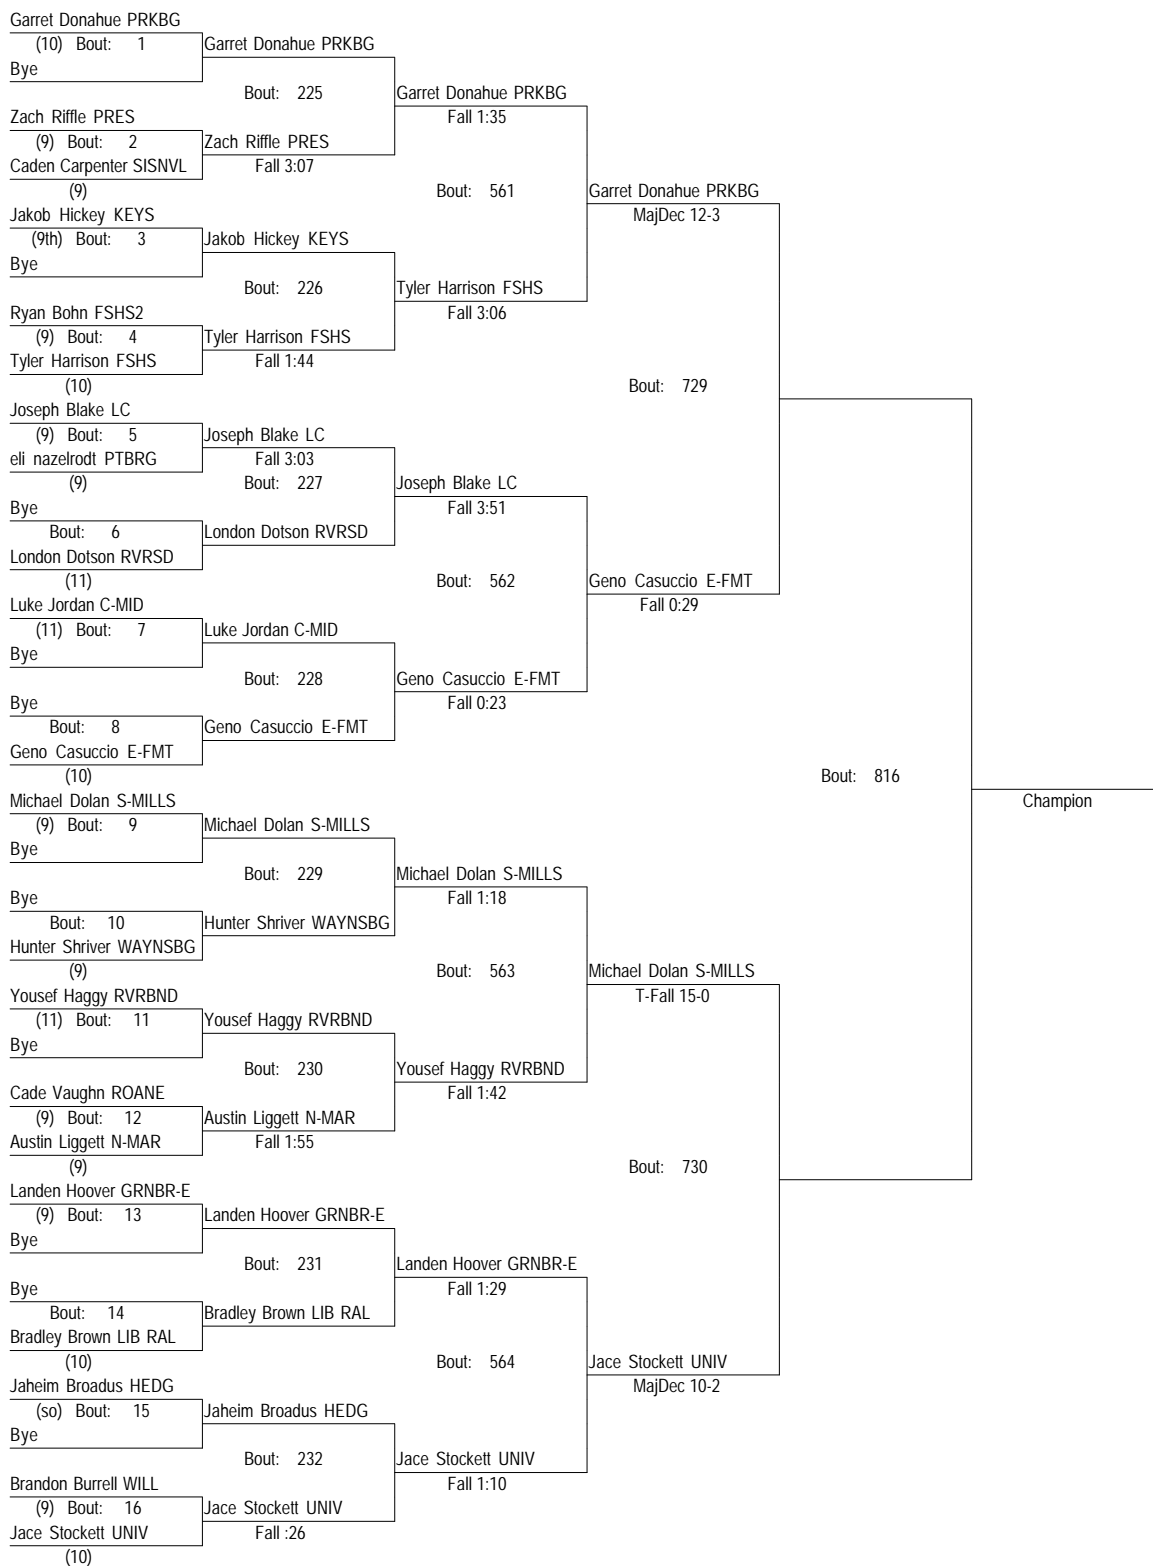 Garret Donahue PRKBG
(10) Bout: 1 Garret Donahue PRKBG
Bye
Bout: 225 Garret Donahue PRKBG
Zach Riffle PRES Fall 1:35
(9) Bout: 2 Zach Riffle PRES
Caden Carpenter SISNVL Fall 3:07
(9) Bout: 561 Garret Donahue PRKBG
Jakob Hickey KEYS MajDec 12-3
(9th) Bout: 3 Jakob Hickey KEYS
Bye
Bout: 226 Tyler Harrison FSHS
Ryan Bohn FSHS2 Fall 3:06
(9) Bout: 4 Tyler Harrison FSHS
Tyler Harrison FSHS Fall 1:44
(10) Bout: 729
Joseph Blake LC
(9) Bout: 5 Joseph Blake LC
eli nazelrodt PTBRG Fall 3:03
(9) Bout: 227 Joseph Blake LC
Bye Fall 3:51
Bout: 6 London Dotson RVRSD
London Dotson RVRSD
(11) Bout: 562 Geno Casuccio E-FMT
Luke Jordan C-MID Fall 0:29
(11) Bout: 7 Luke Jordan C-MID
Bye
Bout: 228 Geno Casuccio E-FMT
Bye Fall 0:23
Bout: 8 Geno Casuccio E-FMT
Geno Casuccio E-FMT
(10) Bout: 816
Michael Dolan S-MILLS Champion
(9) Bout: 9 Michael Dolan S-MILLS
Bye
Bout: 229 Michael Dolan S-MILLS
Bye Fall 1:18
Bout: 10 Hunter Shriver WAYNSBG
Hunter Shriver WAYNSBG
(9) Bout: 563 Michael Dolan S-MILLS
Yousef Haggy RVRBND T-Fall 15-0
(11) Bout: 11 Yousef Haggy RVRBND
Bye
Bout: 230 Yousef Haggy RVRBND
Cade Vaughn ROANE Fall 1:42
(9) Bout: 12 Austin Liggett N-MAR
Austin Liggett N-MAR Fall 1:55
(9) Bout: 730
Landen Hoover GRNBR-E
(9) Bout: 13 Landen Hoover GRNBR-E
Bye
Bout: 231 Landen Hoover GRNBR-E
Bye Fall 1:29
Bout: 14 Bradley Brown LIB RAL
Bradley Brown LIB RAL
(10) Bout: 564 Jace Stockett UNIV
Jaheim Broadus HEDG MajDec 10-2
(so) Bout: 15 Jaheim Broadus HEDG
Bye
Bout: 232 Jace Stockett UNIV
Brandon Burrell WILL Fall 1:10
(9) Bout: 16 Jace Stockett UNIV
Jace Stockett UNIV Fall :26
(10)